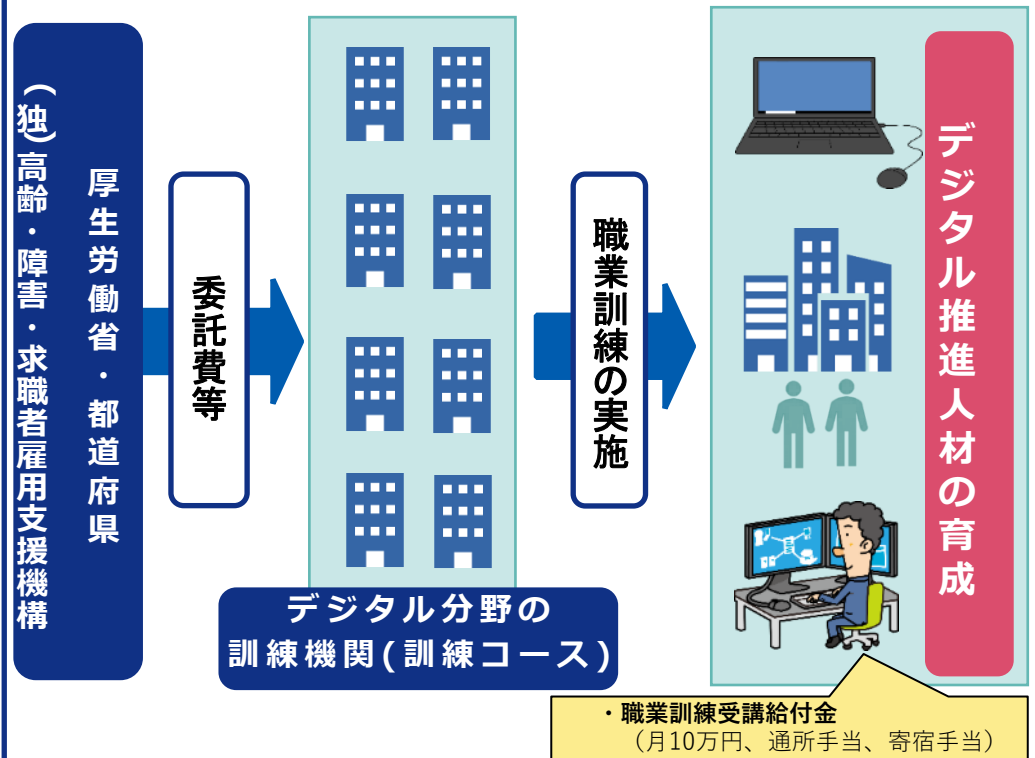 厚生労働省・都道府県
(独)高齢・障害・求職者雇用支援機構
委託費等
デジタル分野の
訓練機関(訓練コース)
職業訓練の実施
デジタル推進人材の育成
・職業訓練受講給付金
（月10万円、通所手当、寄宿手当）